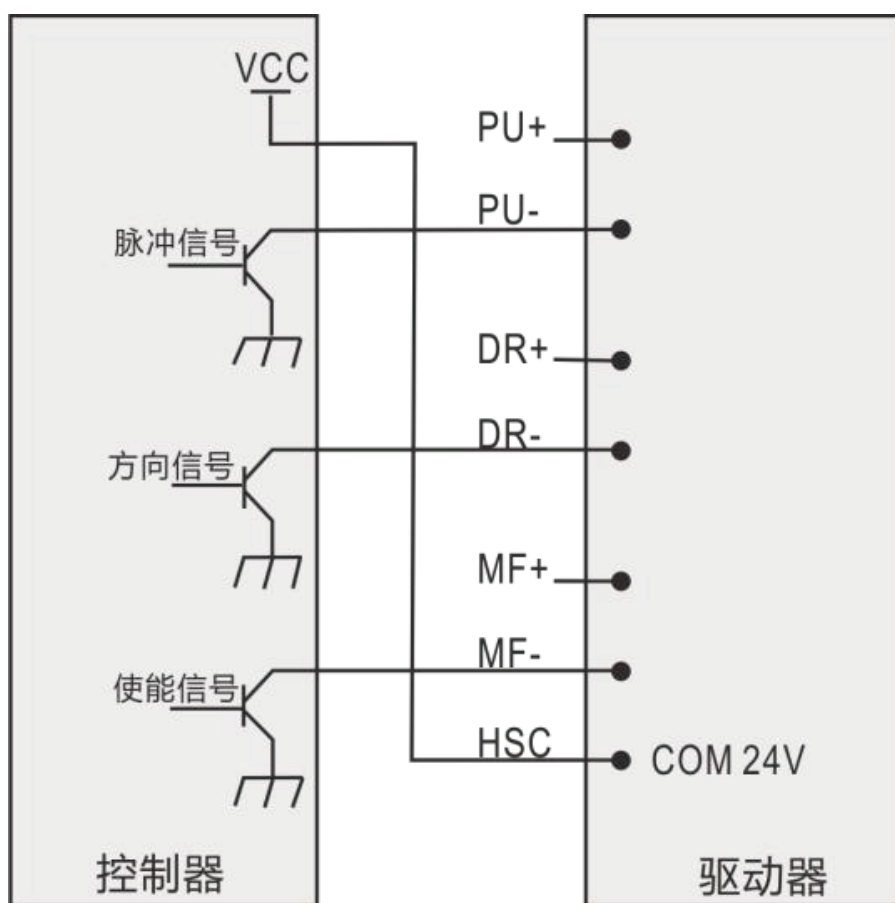 VCC
PU+
PU-
脉冲信号
DR+
DR-
方向信号
MF+
MF-
使能信号
HSC
COM 24V
控制器
驱动器